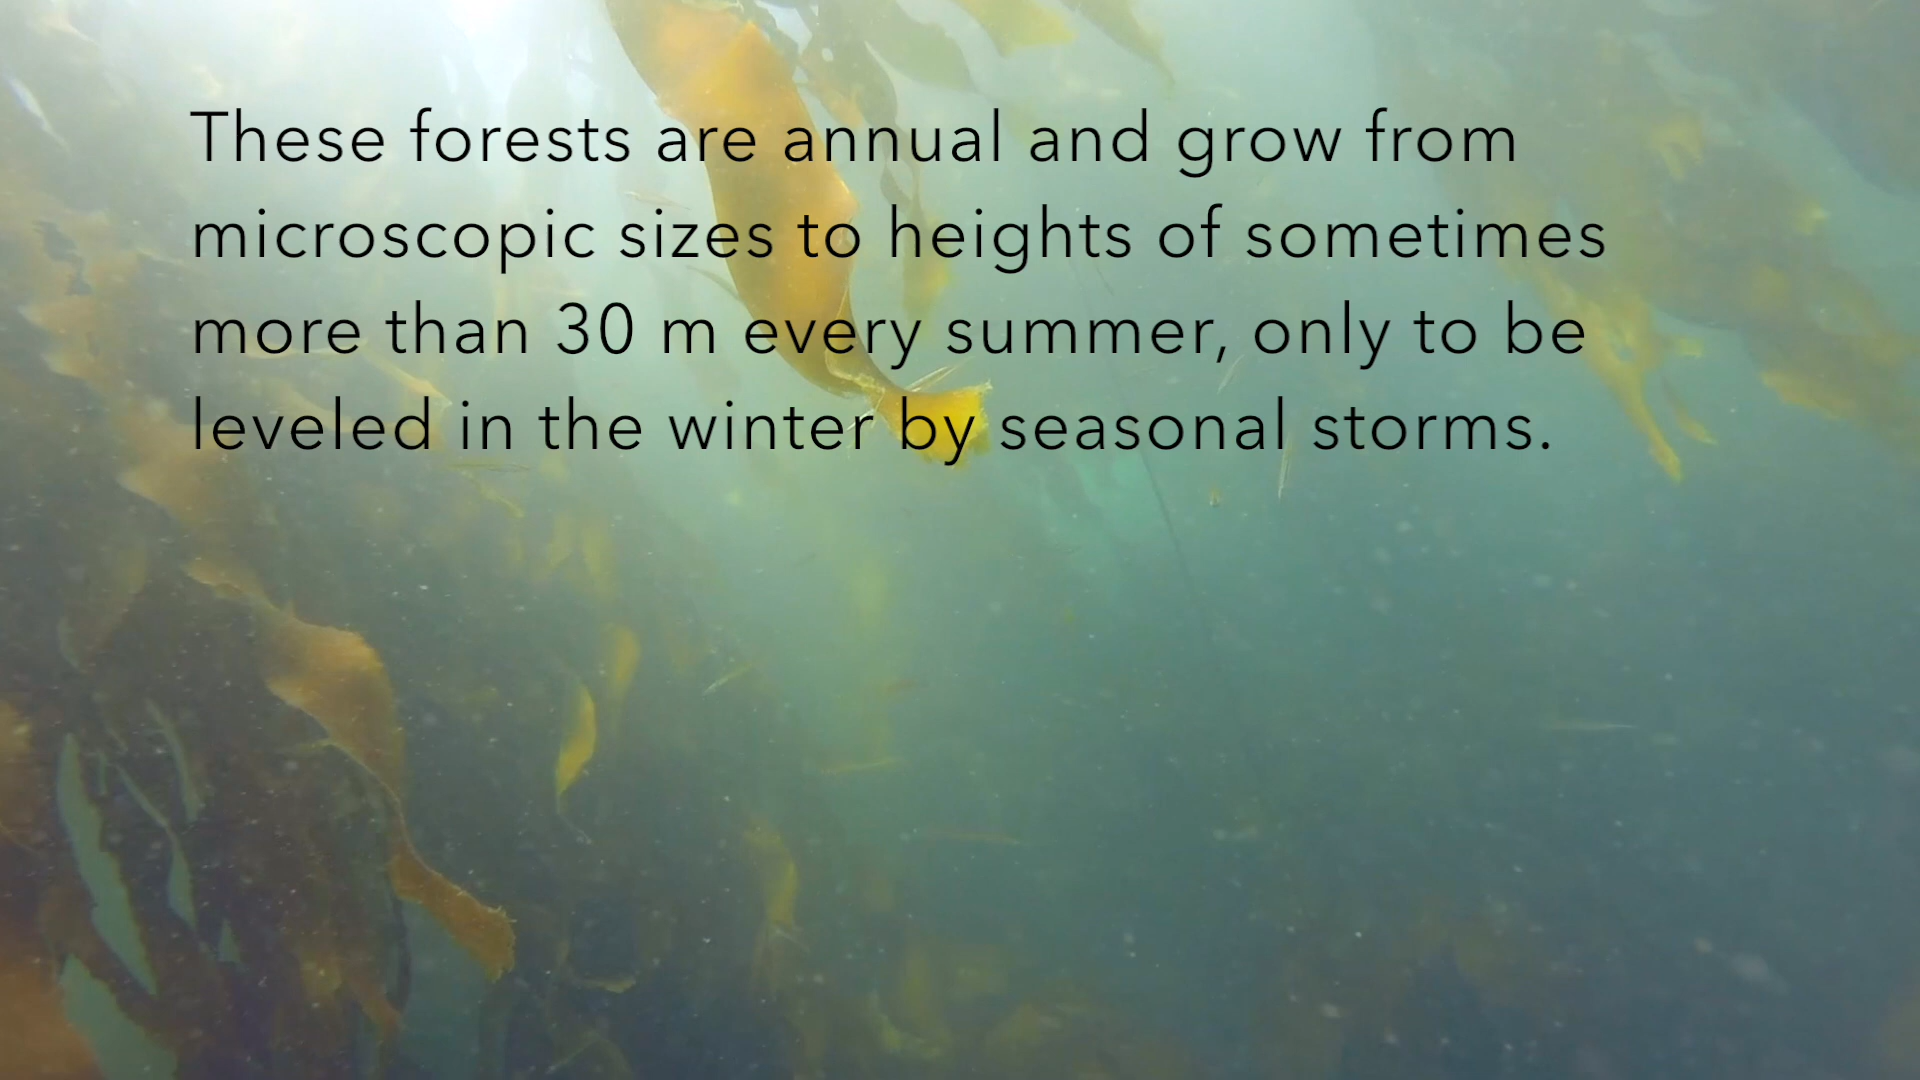 These forests are annual and grow from
microscopic sizes to heights of sometimes
more than 30 m every summer, only to be
leveled in the winter by seasonal storms.